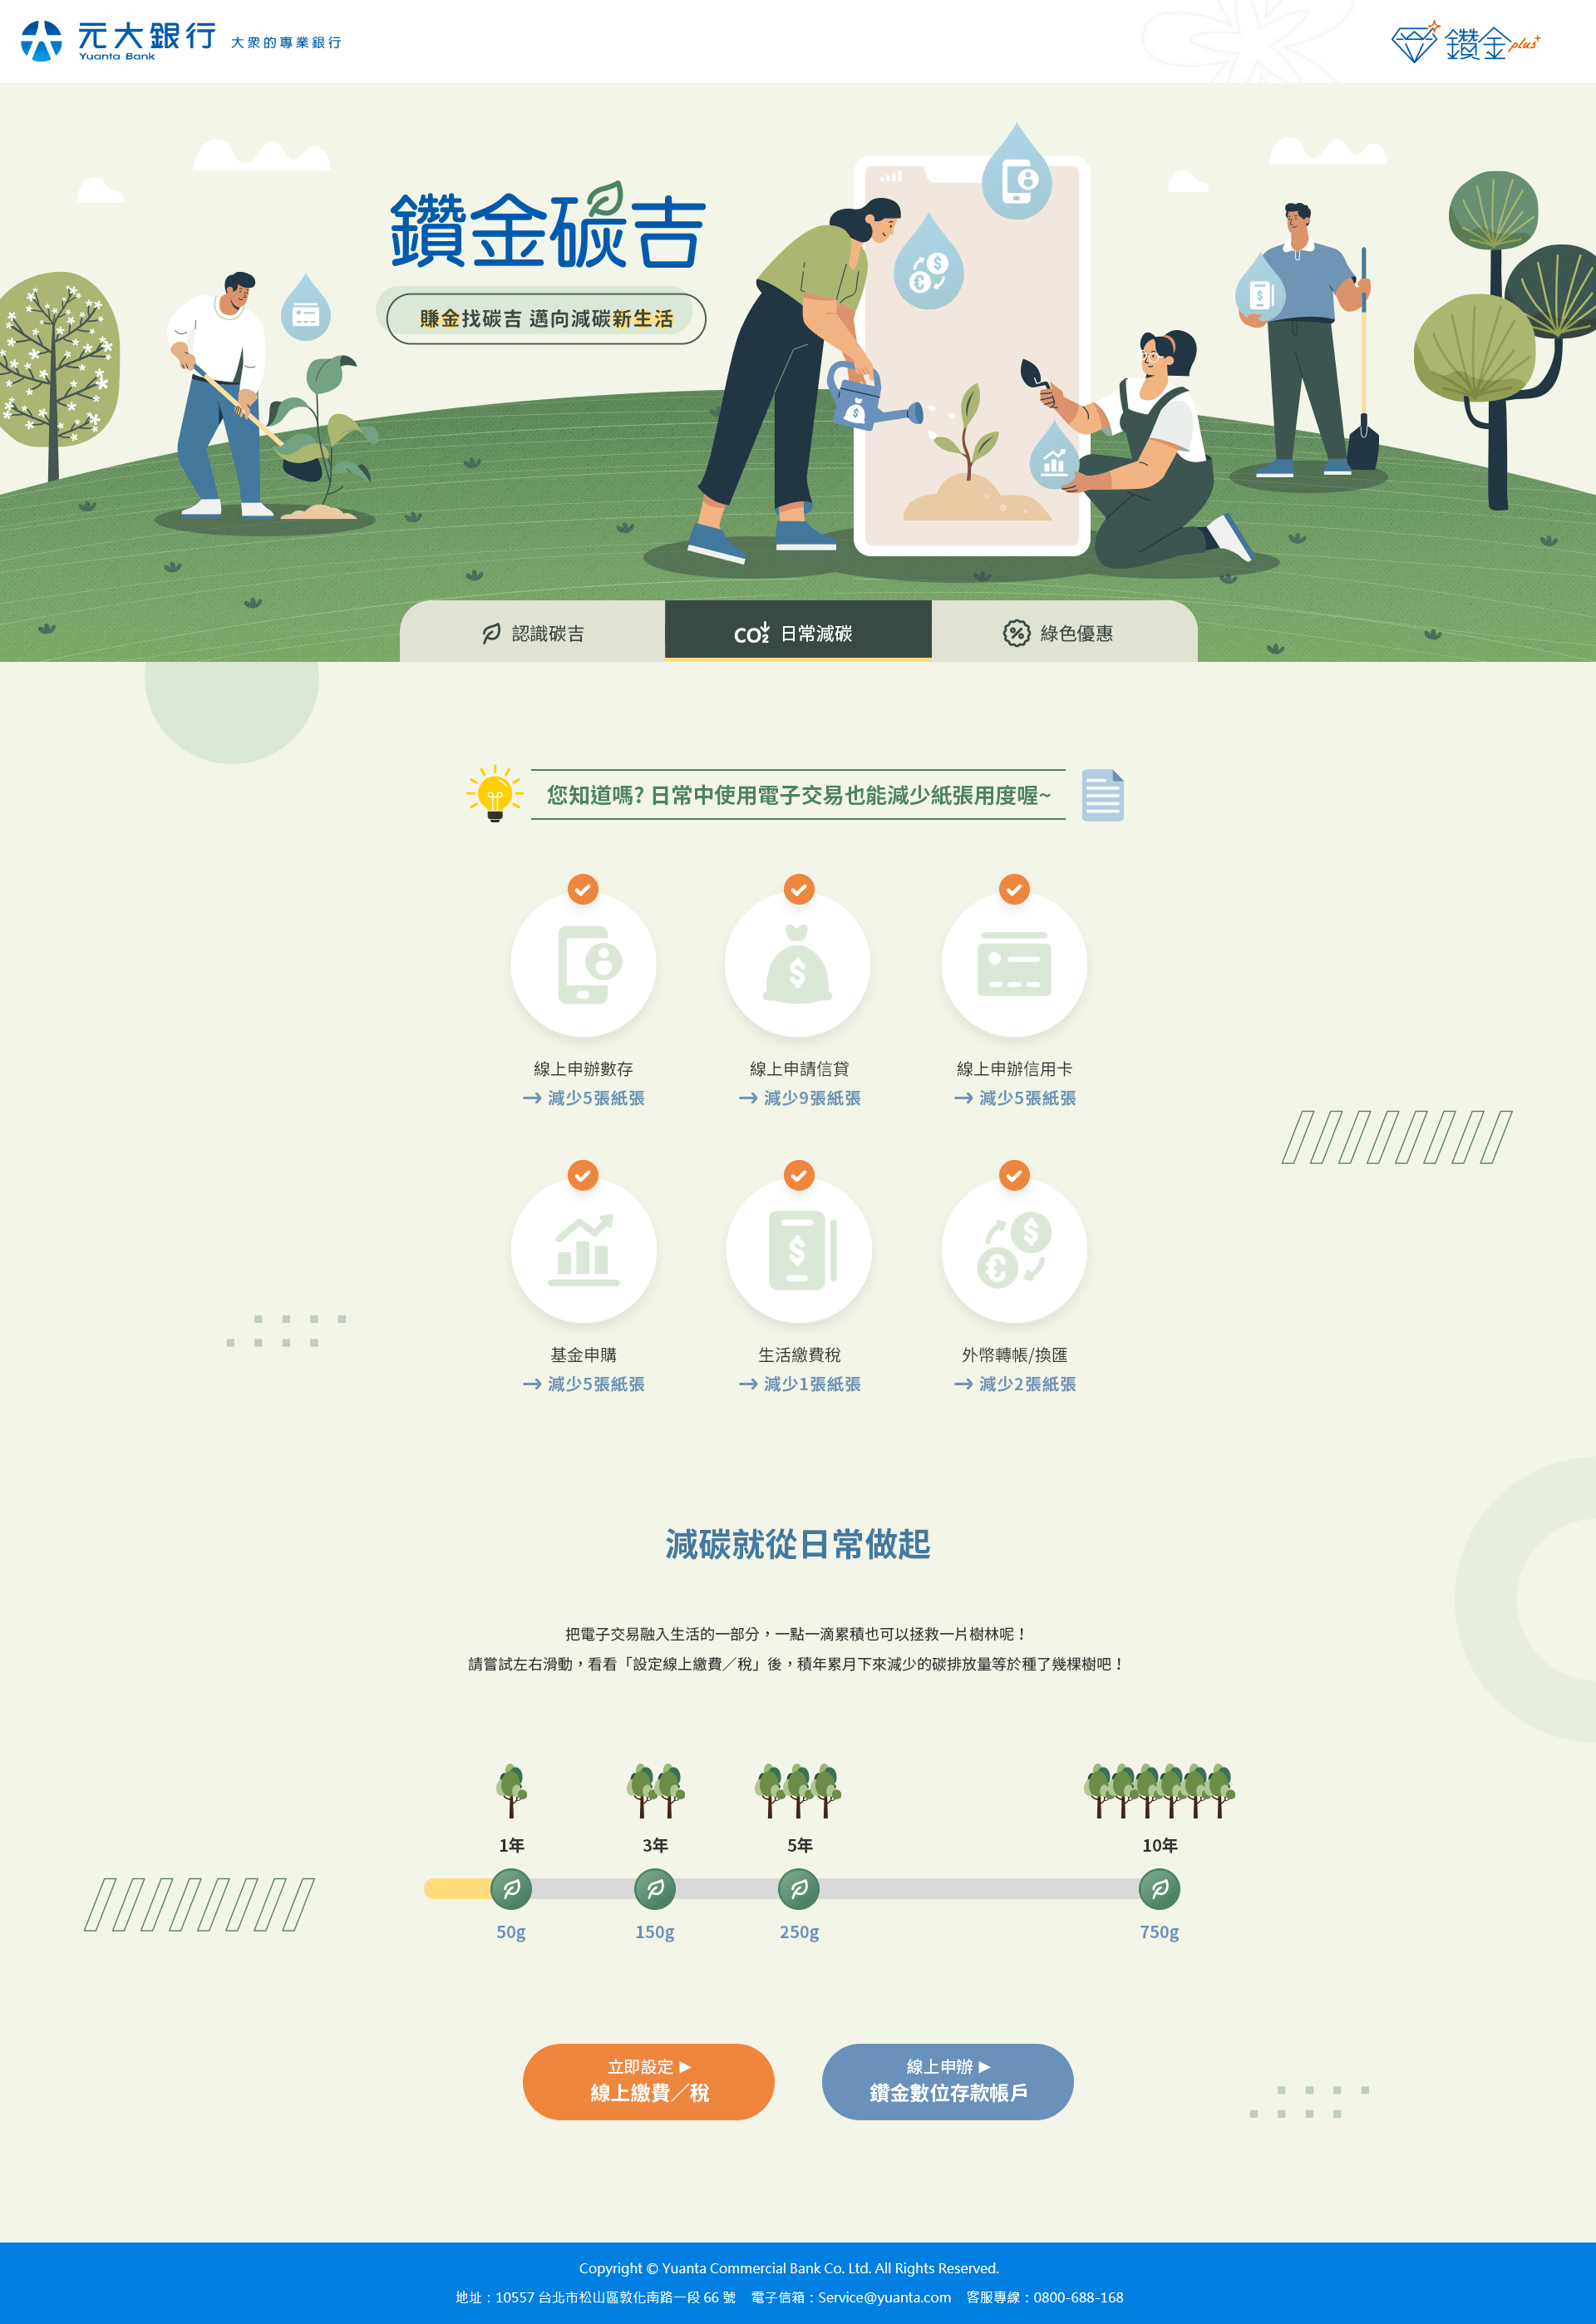 元大銀行
Yuanta Bank
大眾的專業銀行
鑽金plus
鑽金碳吉
賺金找碳吉 邁向減碳新生活
認識碳吉
CO2 日常減碳
綠色優惠
您知道嗎? 日常中使用電子交易也能減少紙張用度喔~
線上申辦數存
→ 減少5張紙張
線上申請信貸
→ 減少9張紙張
線上申辦信用卡
→ 減少5張紙張
基金申購
→ 減少5張紙張
生活繳費稅
→ 減少1張紙張
外幣轉帳/換匯
→ 減少2張紙張
減碳就從日常做起
把電子交易融入生活的一部分，一點一滴累積也可以拯救一片樹林呢！
請嘗試左右滑動，看看「設定線上繳費／稅」後，積年累月下來減少的碳排放量等於種了幾棵樹吧！
1年
3年
5年
10年
50g
150g
250g
750g
立即設定 ▶
線上繳費／稅
線上申辦 ▶
鑽金數位存款帳戶
Copyright © Yuanta Commercial Bank Co. Ltd. All Rights Reserved.
地址：10557 台北市松山區敦化南路一段 66 號 電子信箱：Service@yuanta.com 客服專線：0800-688-168